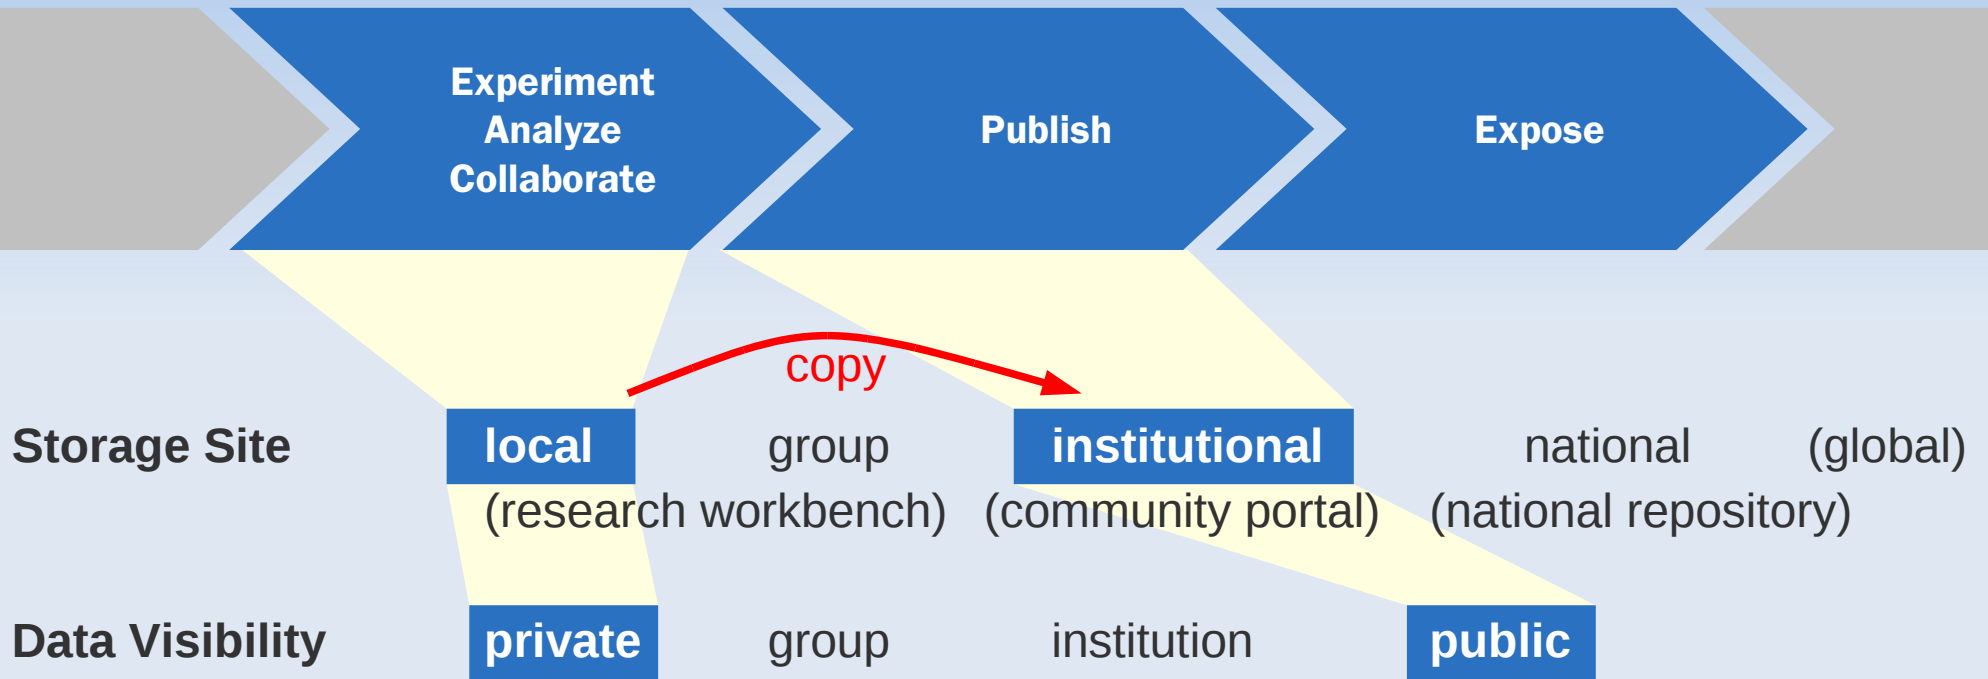 Experiment
Analyze
Collaborate
Publish
Expose
copy
Storage Site local group institutional national (global)
(research workbench) (community portal) (national repository)
Data Visibility private group institution public